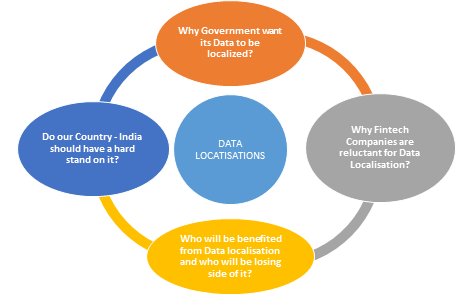 Why Government want
its Data to be
localized?
Why Fintech
Companies are
reluctant for Data
Localisation?
Who will be benefited
from Data localisation
and who will be losing
side of it?
Do our Country - India
should have a hard
stand on it?
DATA
LOCATISATIONS